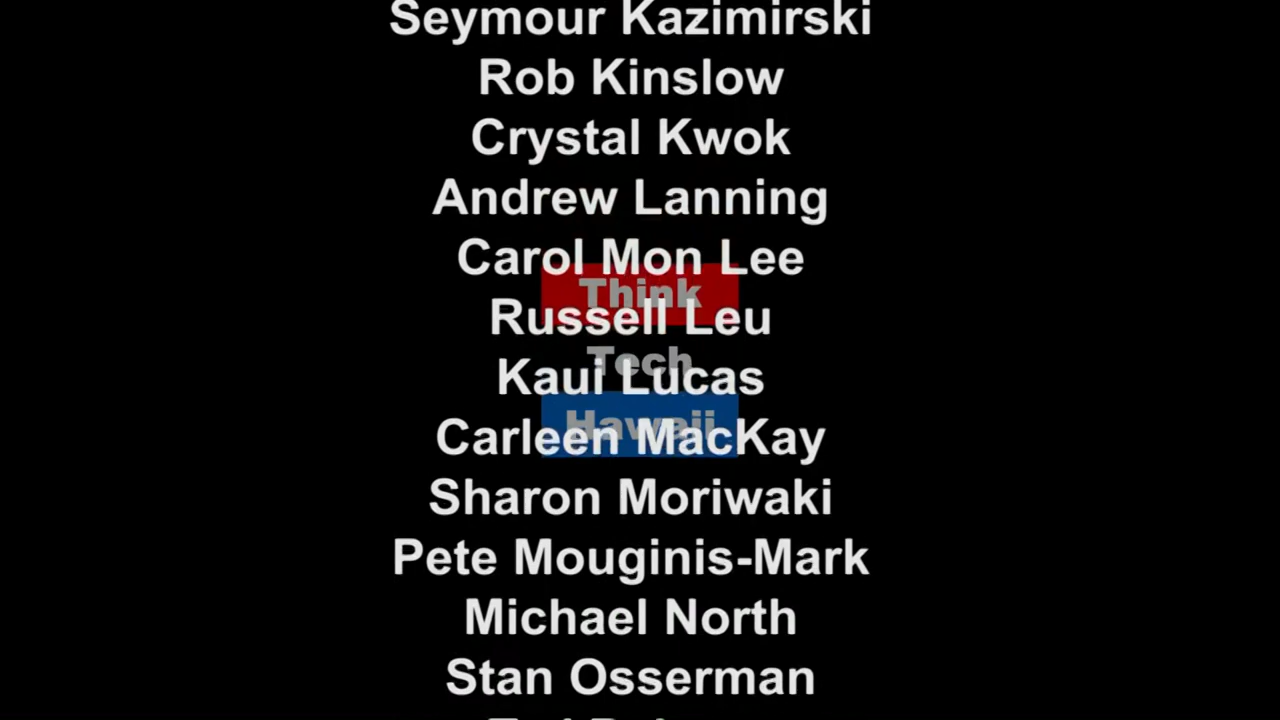 Seymour Kazimirski
Rob Kinslow
Crystal Kwok
Andrew Lanning
Carol Mon Lee
Think
Russell Leu
Tech
Kaui Lucas
Hawaii
Carleen MacKay
Sharon Moriwaki
Pete Mouginis-Mark
Michael North
Stan Osserman